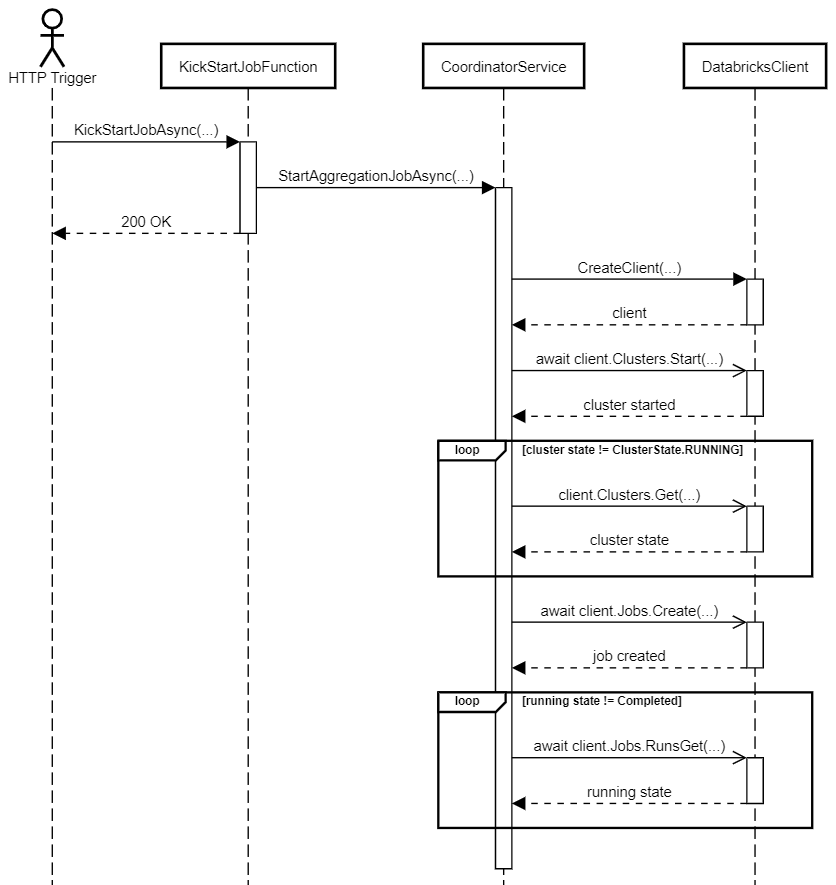 HTTP Trigger
KickStartJobFunction
CoordinatorService
DatabricksClient
KickStartJobAsync(...)
StartAggregationJobAsync(...)
200 OK
CreateClient(...)
client
await client.Clusters.Start(...)
cluster started
loop
[cluster state != ClusterState.RUNNING]
client.Clusters.Get(...)
cluster state
await client.Jobs.Create(...)
job created
loop
[running state != Completed]
await client.Jobs.RunsGet(...)
running state